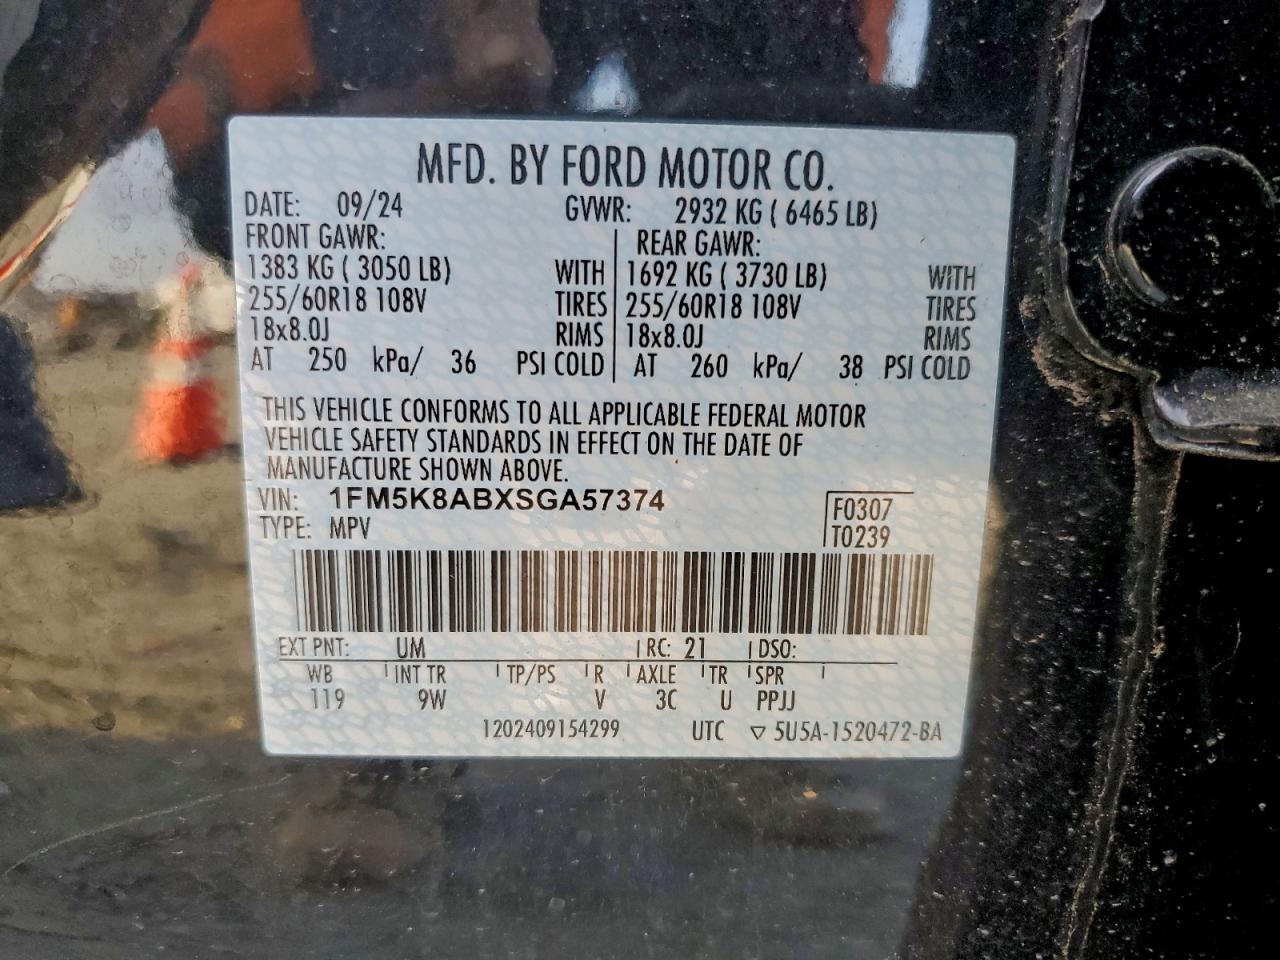 MFD. BY FORD MOTOR CO.
DATE: 09/24 GVWR: 2932 KG ( 6465 LB)
FRONT GAWR: REAR GAWR:
1383 KG ( 3050 LB) WITH 1692 KG ( 3730 LB) WITH
255/60R18 108V TIRES 255/60R18 108V TIRES
18x8.0J RIMS 18x8.0J RIMS
AT 250 kPa/ 36 PSI COLD AT 260 kPa/ 38 PSI COLD
THIS VEHICLE CONFORMS TO ALL APPLICABLE FEDERAL MOTOR
VEHICLE SAFETY STANDARDS IN EFFECT ON THE DATE OF
MANUFACTURE SHOWN ABOVE.
VIN: 1FM5K8ABXSGA57374 F0307
TYPE: MPV T0239
EXT PNT: UM RC: 21 DSO:
WB INT TR TP/PS R AXLE TR SPR
119 9W V 3C U PPJJ
1202409154299 UTC ▽ 5U5A-1520472-BA